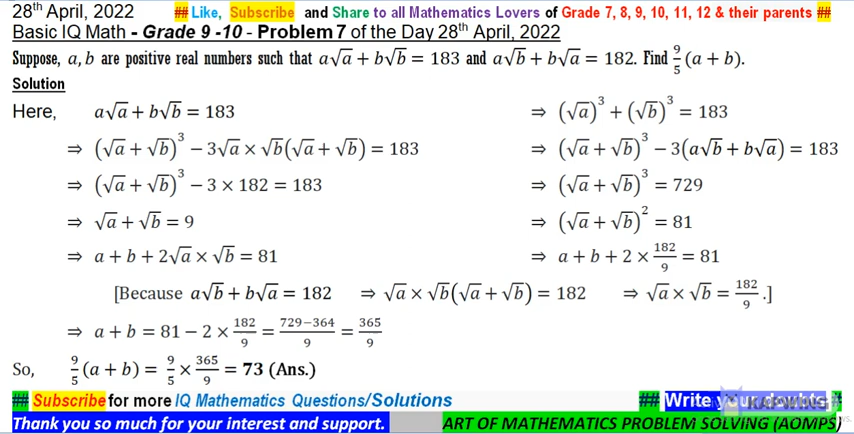 28th April, 2022 ## Like, Subscribe and Share to all Mathematics Lovers of Grade 7, 8, 9, 10, 11, 12 & their parents ##
Basic IQ Math - Grade 9 -10 - Problem 7 of the Day 28th April, 2022
Suppose, a, b are positive real numbers such that a√a + b√b = 183 and a√b + b√a = 182. Find 9/5 (a + b).
Solution
Here, a√a + b√b = 183 ⇒ (√a)³ + (√b)³ = 183
⇒ (√a + √b)³ − 3√a × √b(√a + √b) = 183 ⇒ (√a + √b)³ − 3(a√b + b√a) = 183
⇒ (√a + √b)³ − 3 × 182 = 183 ⇒ (√a + √b)³ = 729
⇒ √a + √b = 9 ⇒ (√a + √b)² = 81
⇒ a + b + 2√a × √b = 81 ⇒ a + b + 2 × 182/9 = 81
[Because a√b + b√a = 182 ⇒ √a × √b(√a + √b) = 182 ⇒ √a × √b = 182/9 .]
⇒ a + b = 81 − 2 × 182/9 = 729−364/9 = 365/9
So, 9/5 (a + b) = 9/5 × 365/9 = 73 (Ans.)
## Subscribe for more IQ Mathematics Questions/Solutions ## Write your doubts
Thank you so much for your interest and support. ART OF MATHEMATICS PROBLEM SOLVING (AOMPS)